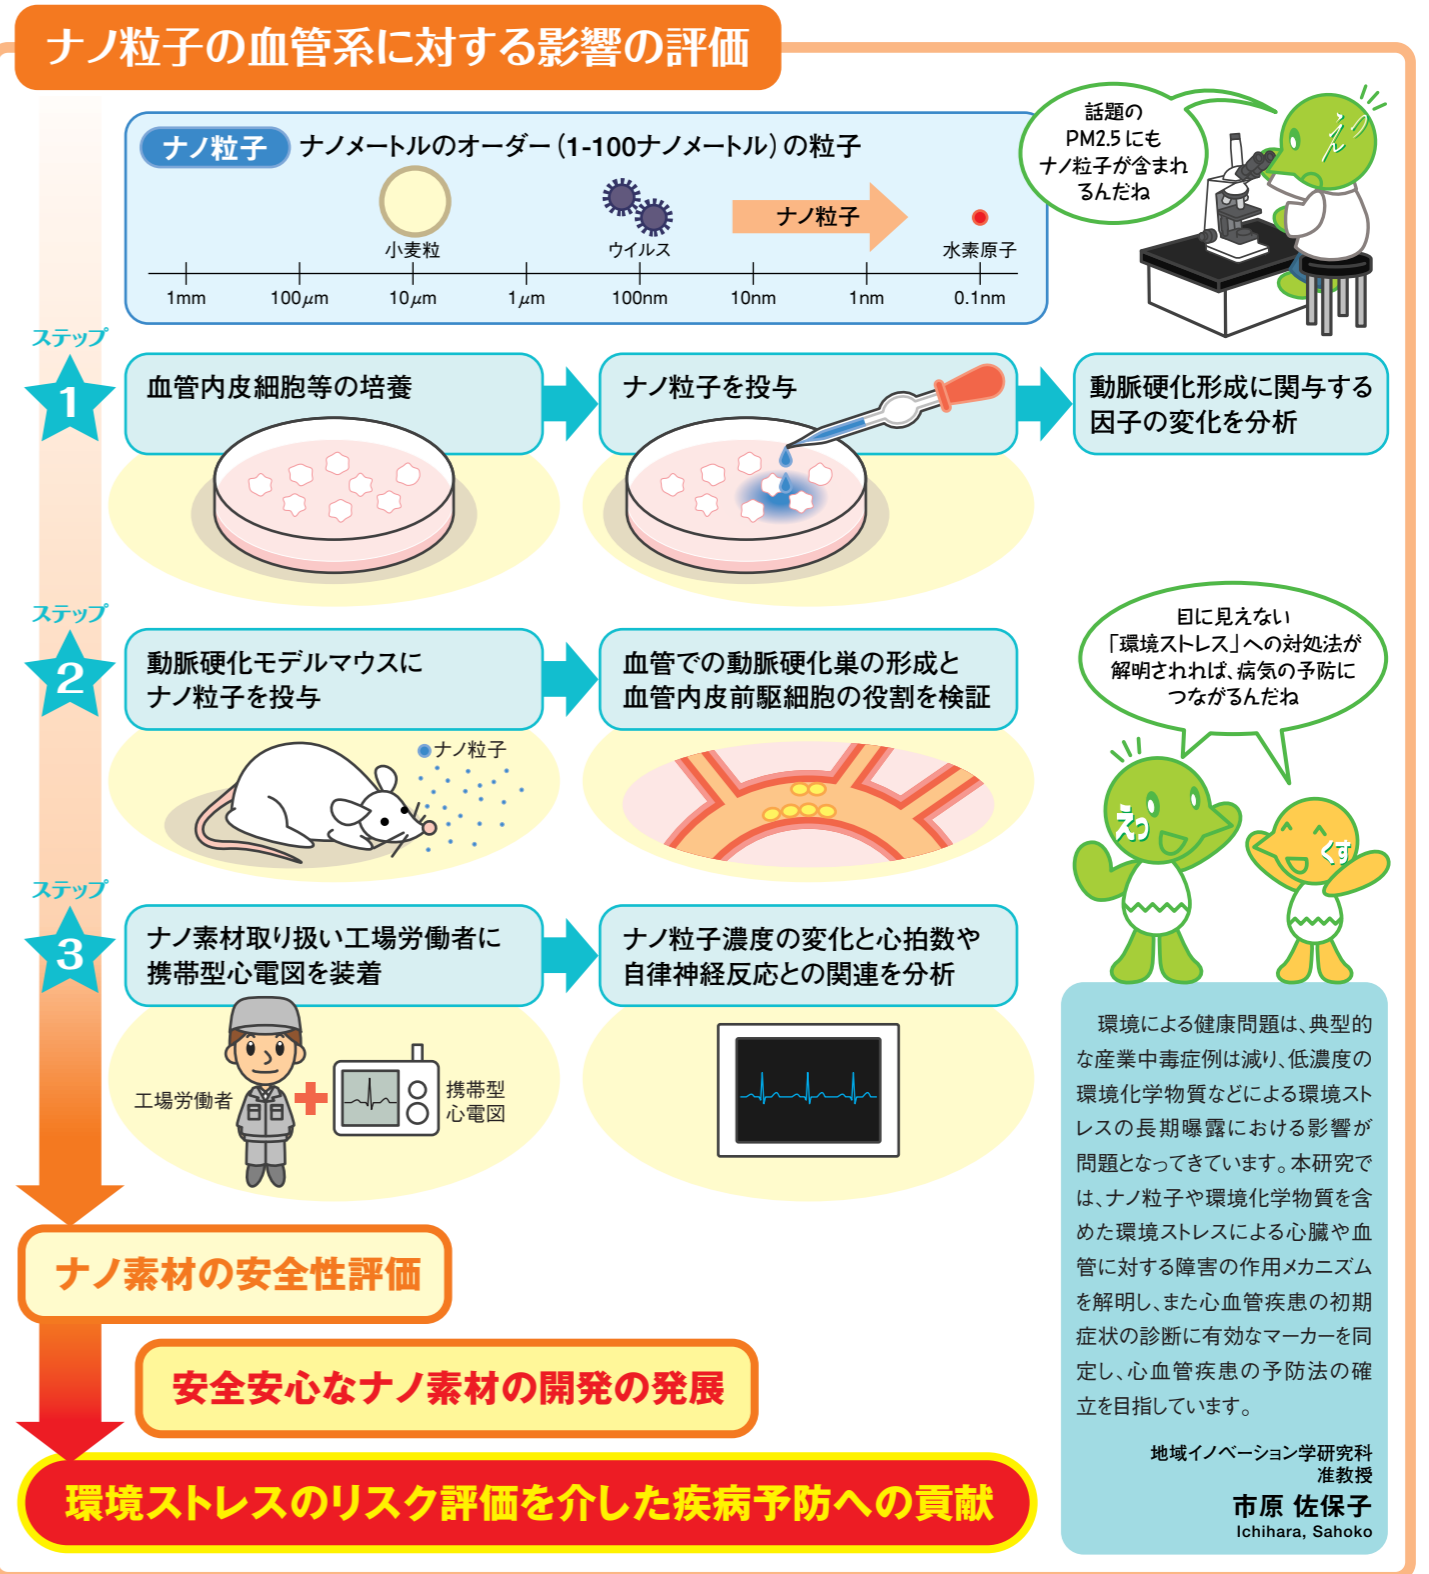 ナノ粒子の血管系に対する影響の評価
ナノ粒子 ナノメートルのオーダー（1-100ナノメートル）の粒子
小麦粒
ウイルス
ナノ粒子
水素原子
1mm 100μm 10μm 1μm 100nm 10nm 1nm 0.1nm
話題の
PM2.5にも
ナノ粒子が含まれ
るんだね
えっ
ん
ステップ
1
血管内皮細胞等の培養
ナノ粒子を投与
動脈硬化形成に関与する
因子の変化を分析
ステップ
2
動脈硬化モデルマウスに
ナノ粒子を投与
ナノ粒子
血管での動脈硬化巣の形成と
血管内皮前駆細胞の役割を検証
目に見えない
「環境ストレス」への対処法が
解明されれば、病気の予防に
つながるんだね
えっ
くす
ステップ
3
ナノ素材取り扱い工場労働者に
携帯型心電図を装着
工場労働者
携帯型
心電図
ナノ粒子濃度の変化と心拍数や
自律神経反応との関連を分析
ナノ素材の安全性評価
安全安心なナノ素材の開発の発展
環境ストレスのリスク評価を介した疾病予防への貢献
環境による健康問題は、典型的
な産業中毒症例は減り、低濃度の
環境化学物質などによる環境スト
レスの長期曝露における影響が
問題となってきています。本研究で
は、ナノ粒子や環境化学物質を含
めた環境ストレスによる心臓や血
管に対する障害の作用メカニズム
を解明し、また心血管疾患の初期
症状の診断に有効なマーカーを同
定し、心血管疾患の予防法の確
立を目指しています。
地域イノベーション学研究科
准教授
市原 佐保子
Ichihara, Sahoko